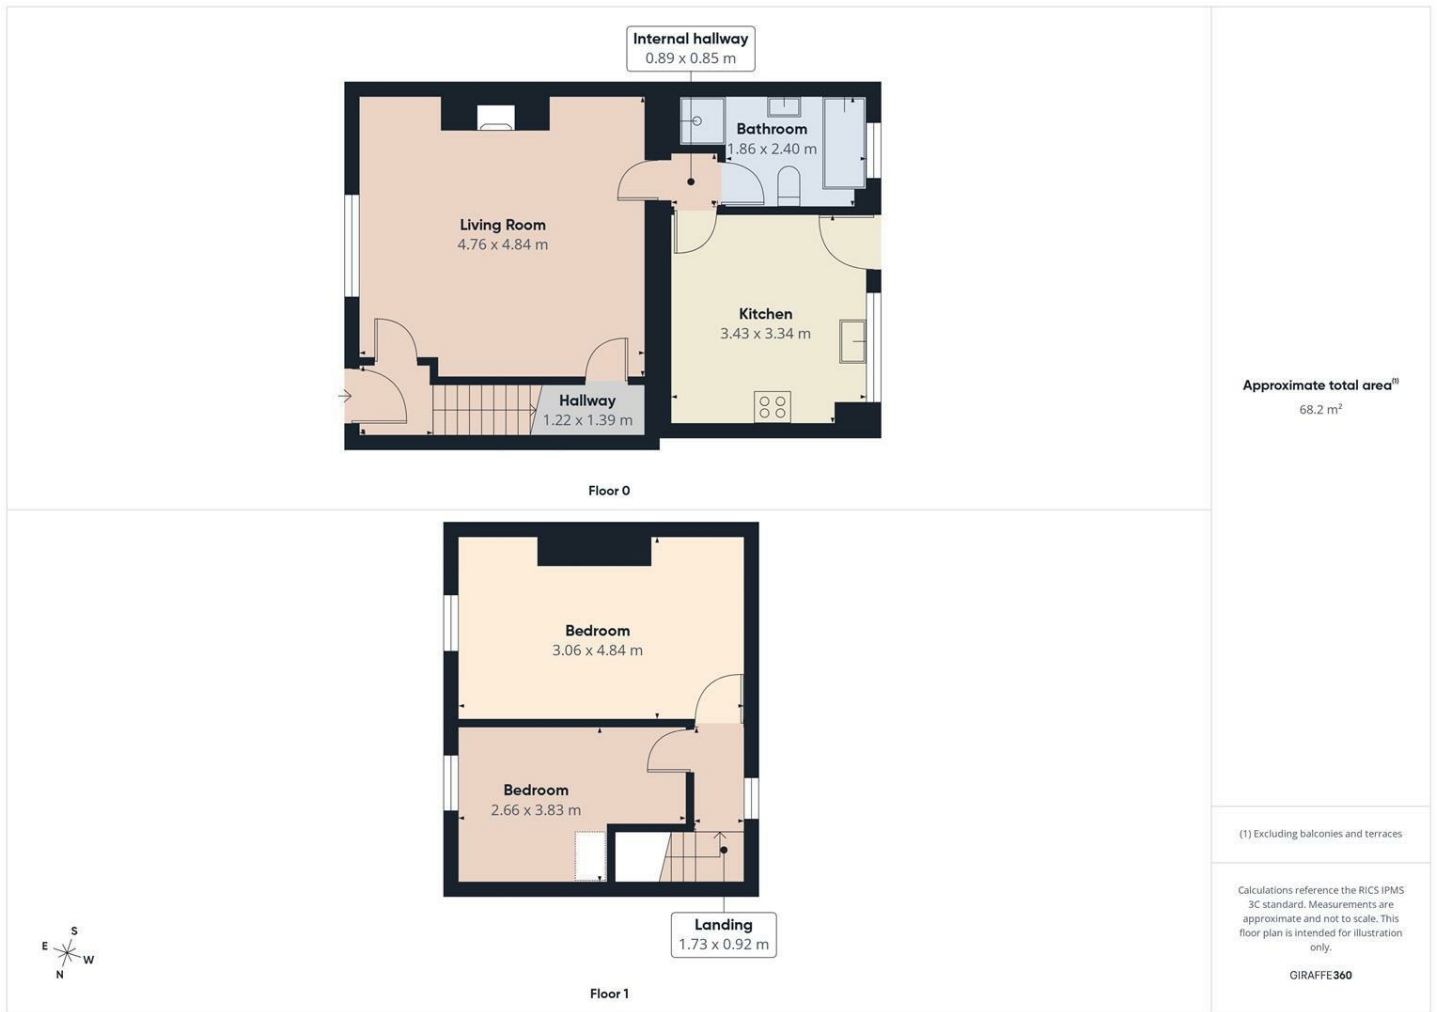 Internal hallway
0.89 x 0.85 m
Bathroom
1.86 x 2.40 m
Living Room
4.76 x 4.84 m
Kitchen
3.43 x 3.34 m
Hallway
1.22 x 1.39 m
Floor 0
Bedroom
3.06 x 4.84 m
Bedroom
2.66 x 3.83 m
Landing
1.73 x 0.92 m
S
E
W
N
Floor 1
Approximate total area(1)
68.2 m²
(1) Excluding balconies and terraces
Calculations reference the RICS IPMS
3C standard. Measurements are
approximate and not to scale. This
floor plan is intended for illustration
only.
GIRAFFE360